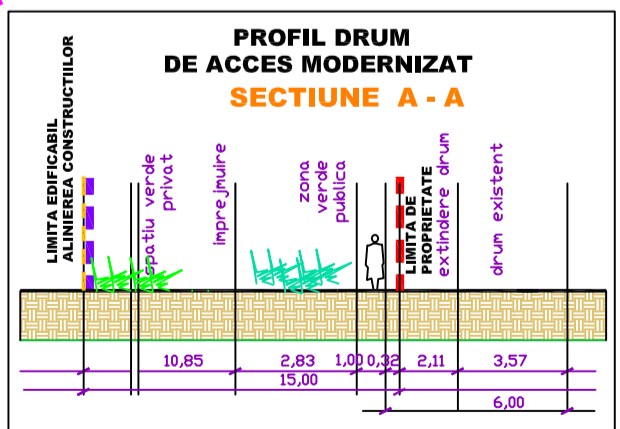 PROFIL DRUM
DE ACCES MODERNIZAT
SECTIUNE A - A
LIMITA EDIFICABIL
ALINIEREA CONSTRUCTIILOR
spatiu verde
privat
imprejmuire
zona
verde
publica
LIMITA DE
PROPRIETATE
extindere drum
drum existent
10,85 2,83 1,00 0,32 2,11 3,57
15,00
6,00